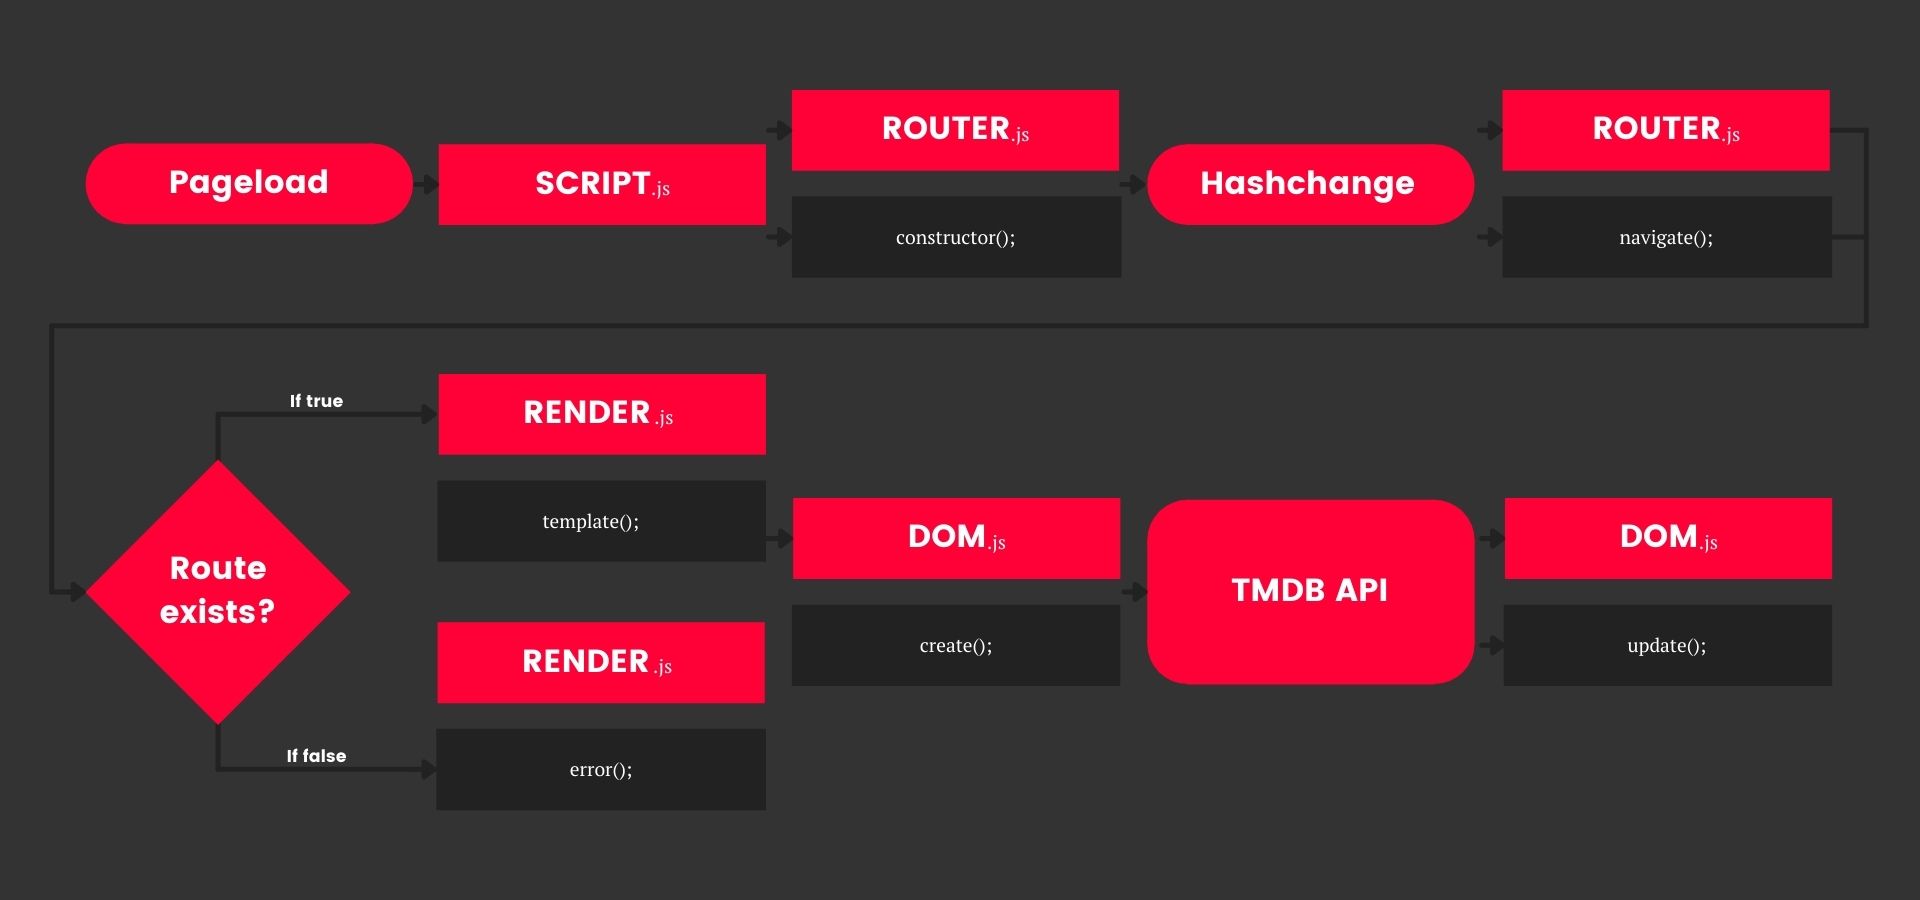 Pageload
SCRIPT.js
ROUTER.js
constructor();
Hashchange
ROUTER.js
navigate();
Route
exists?
If true
RENDER.js
template();
If false
RENDER.js
error();
DOM.js
create();
TMDB API
DOM.js
update();